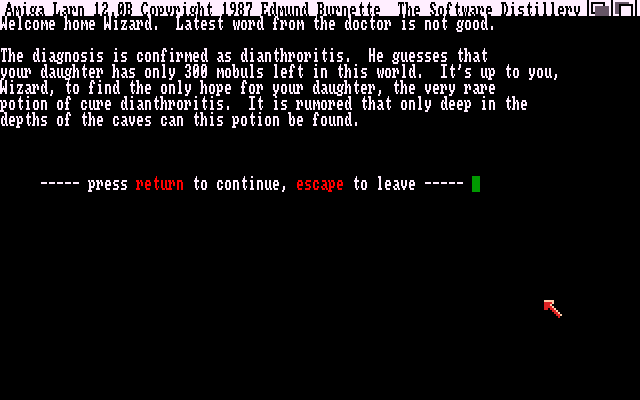 Amiga Larn 12.0B Copyright 1987 Edmund Burnette  The Software Distillery
Welcome home Wizard.  Latest word from the doctor is not good.
The diagnosis is confirmed as dianthroritis.  He guesses that
your daughter has only 300 mobuls left in this world.  It's up to you,
Wizard, to find the only hope for your daughter, the very rare
potion of cure dianthroritis.  It is rumored that only deep in the
depths of the caves can this potion be found.
----- press return to continue, escape to leave -----